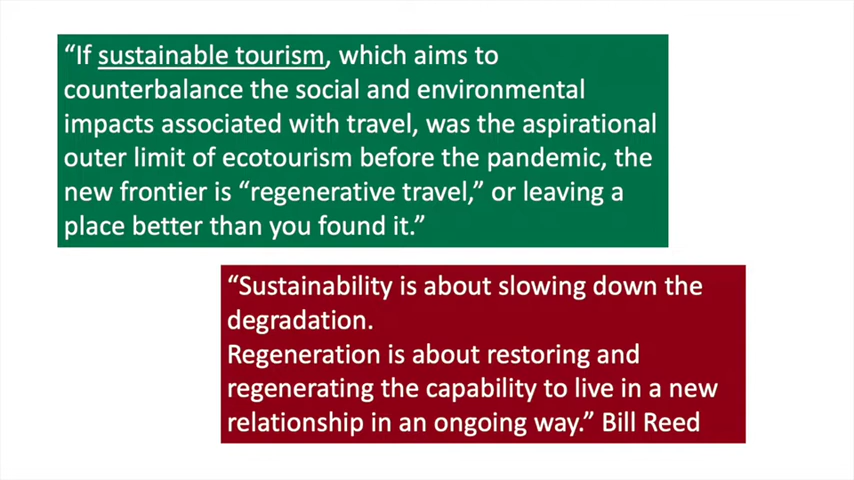 “If sustainable tourism, which aims to
counterbalance the social and environmental
impacts associated with travel, was the aspirational
outer limit of ecotourism before the pandemic, the
new frontier is “regenerative travel,” or leaving a
place better than you found it.”
“Sustainability is about slowing down the
degradation.
Regeneration is about restoring and
regenerating the capability to live in a new
relationship in an ongoing way.” Bill Reed